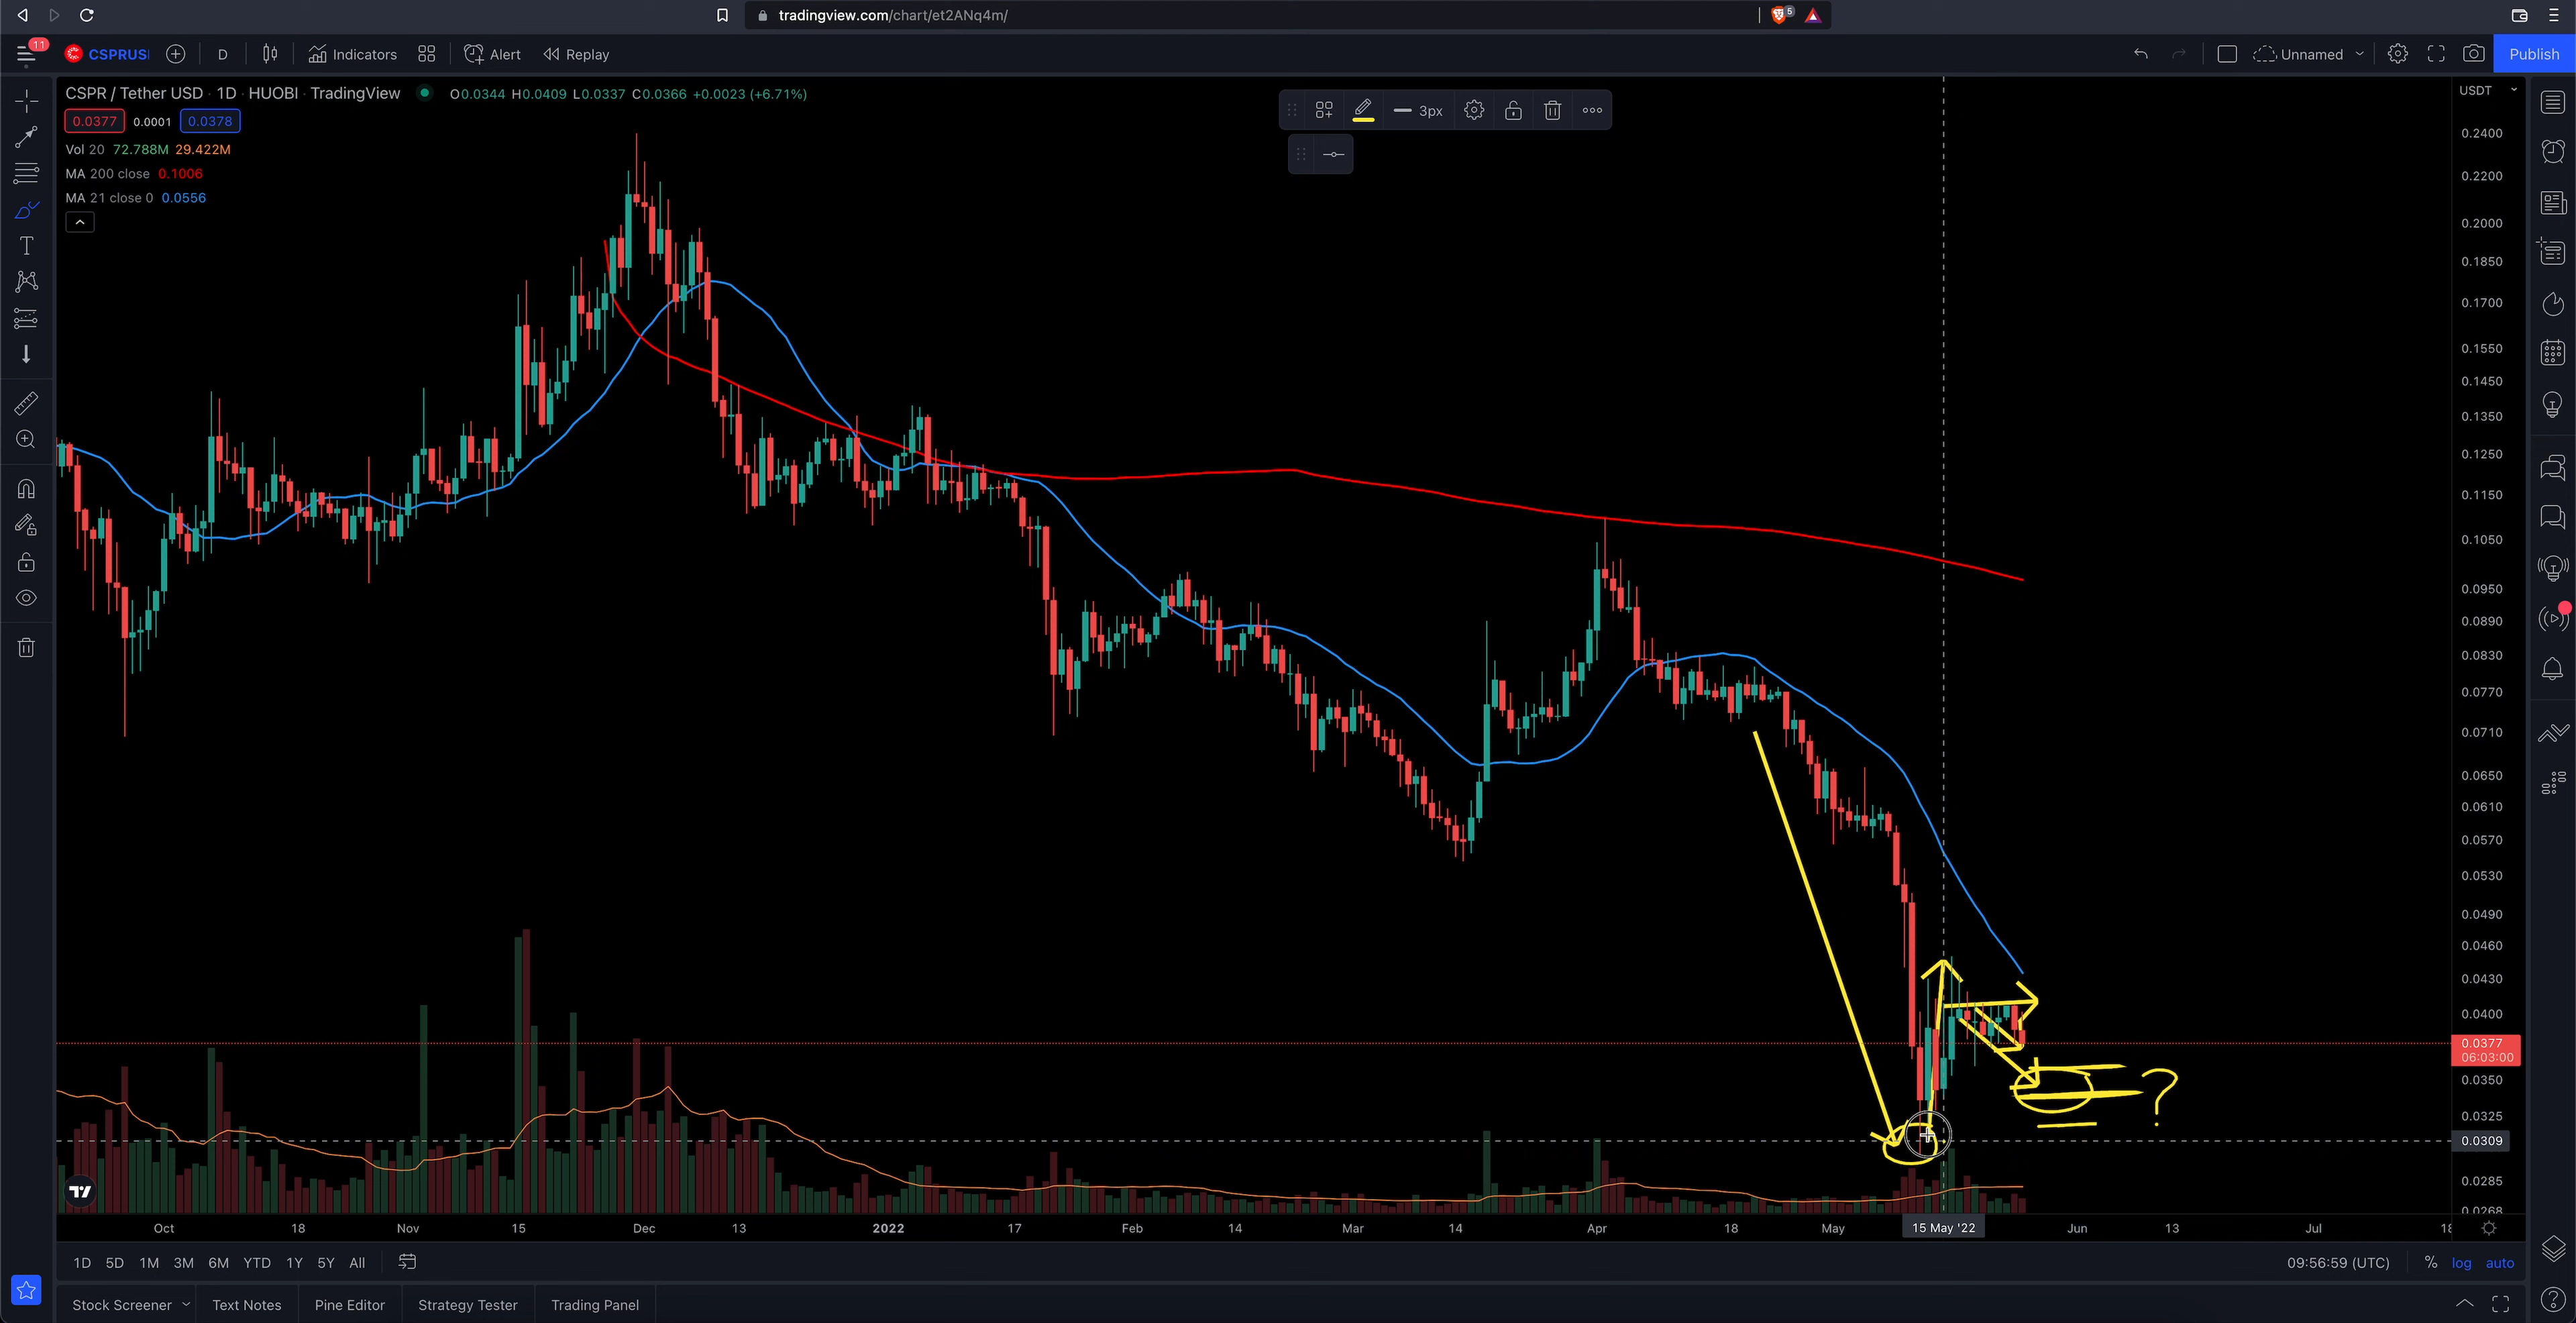 tradingview.com/chart/et2ANq4m/
5
11
CSPRUS
D
Indicators
Alert
Replay
Unnamed
Publish
CSPR / Tether USD · 1D · HUOBI · TradingView
O0.0344 H0.0409 L0.0337 C0.0366 +0.0023 (+6.71%)
USDT
0.0377 0.0001 0.0378
3px
Vol 20 72.788M 29.422M
MA 200 close 0.1006
MA 21 close 0 0.0556
0.2400
0.2200
0.2000
0.1850
0.1700
0.1550
0.1450
0.1350
0.1250
0.1150
0.1050
0.0950
0.0890
0.0830
0.0770
0.0710
0.0650
0.0610
0.0570
0.0530
0.0490
0.0460
0.0430
0.0400
0.0377
06:03:00
0.0350
?
0.0325
0.0309
0.0285
0.0268
Oct 18 Nov 15 Dec 13 2022 17 Feb 14 Mar 14 Apr 18 May 15 May '22 Jun 13 Jul 18
1D 5D 1M 3M 6M YTD 1Y 5Y All
09:56:59 (UTC) % log auto
Stock Screener Text Notes Pine Editor Strategy Tester Trading Panel